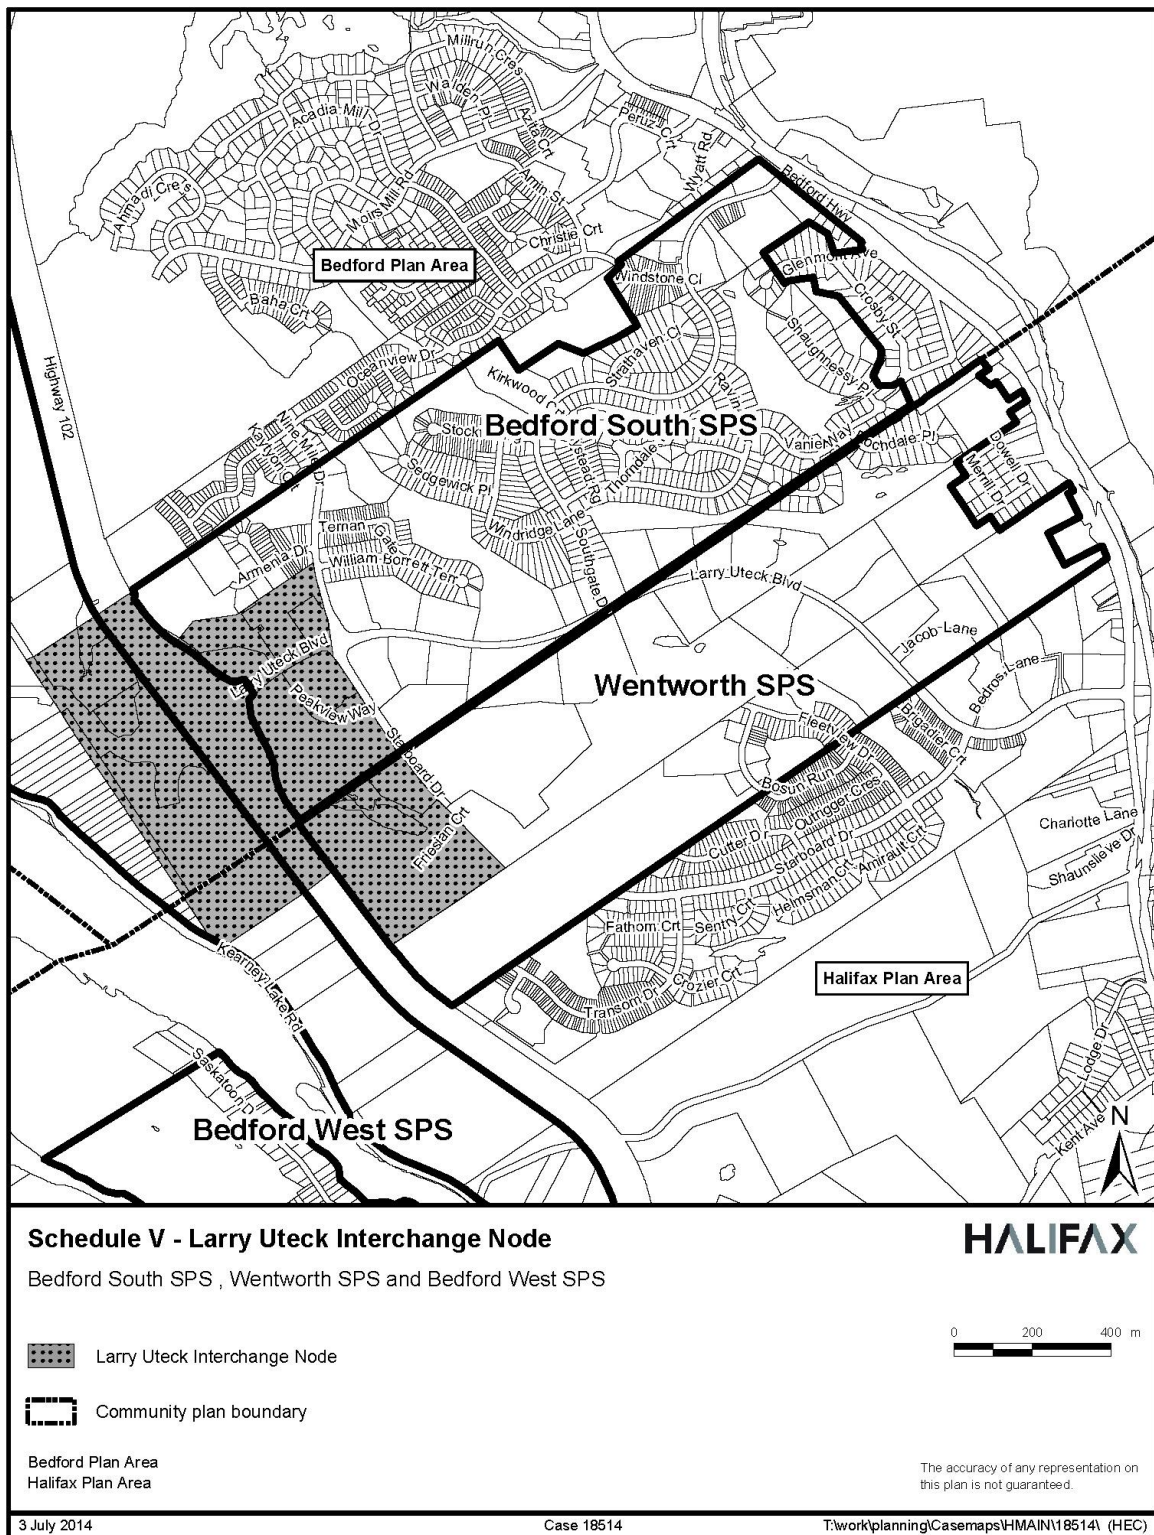 Millrun Cres
Walden Pl
Acadia Mill Dr
Azita Crt
Peruz Crt
Wyatt Rd
Ahmadi Cres
Moirs Mill Rd
Amin St
Bedford Hwy
Christie Crt
Bedford Plan Area
Glenmont Ave
Windstone Cl
Baha Crt
Crosby St
Highway 102
Oceanview Dr
Strathaven C
Shaughnessy P
Kirkwood C
Ravin
Nine Mile Dr
Bedford South SPS
Stock
Vanier Way
ochdale Pl
Dowell Dr
Sedgewick Pl
Thorndale
Merrill D
Ternan
Gate
Windridge Lane
Southgate D
Armenia Dr
William Borrett Terr
Larry Uteck Blvd
Jacob Lane
Larry Uteck Blvd
Bedros Lane
Wentworth SPS
Peakview Way
Brigadier Crt
Fleetview D
Starboard Dr
Bosun Run
Outrigger Cres
Charlotte Lane
Friesian Crt
Cutter Dr
Starboard Dr
Amirault Crt
Shaunslieve Dr
Helmsman Crt
Fathom Crt
Sentry Crt
Kearney Lake Rd
Crozier Crt
Halifax Plan Area
Transom Dr
Lodge Dr
Saskatoon D
Bedford West SPS
Kent Ave
N
Schedule V - Larry Uteck Interchange Node
HALIFAX
Bedford South SPS , Wentworth SPS and Bedford West SPS
0 200 400 m
Larry Uteck Interchange Node
Community plan boundary
Bedford Plan Area
Halifax Plan Area
The accuracy of any representation on
this plan is not guaranteed.
3 July 2014 Case 18514 T:\work\planning\Casemaps\HMAIN\18514\ (HEC)